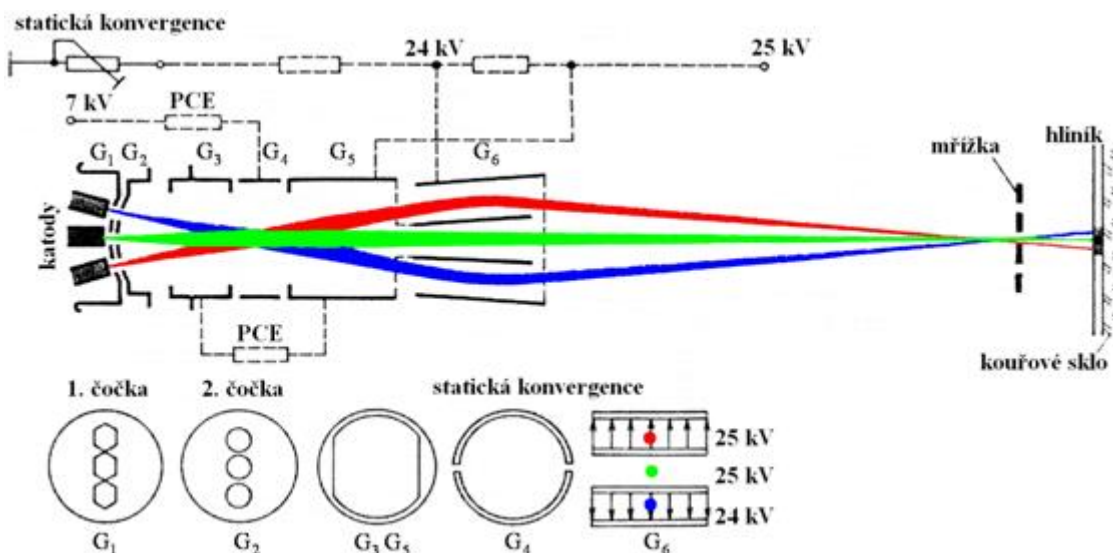 statická konvergence
24 kV
25 kV
7 kV
PCE
hliník
G1 G2 G3 G4 G5 G6
mřížka
katody
PCE
kouřové sklo
1. čočka
2. čočka
statická konvergence
25 kV
25 kV
24 kV
G1
G2
G3 G5
G4
G6